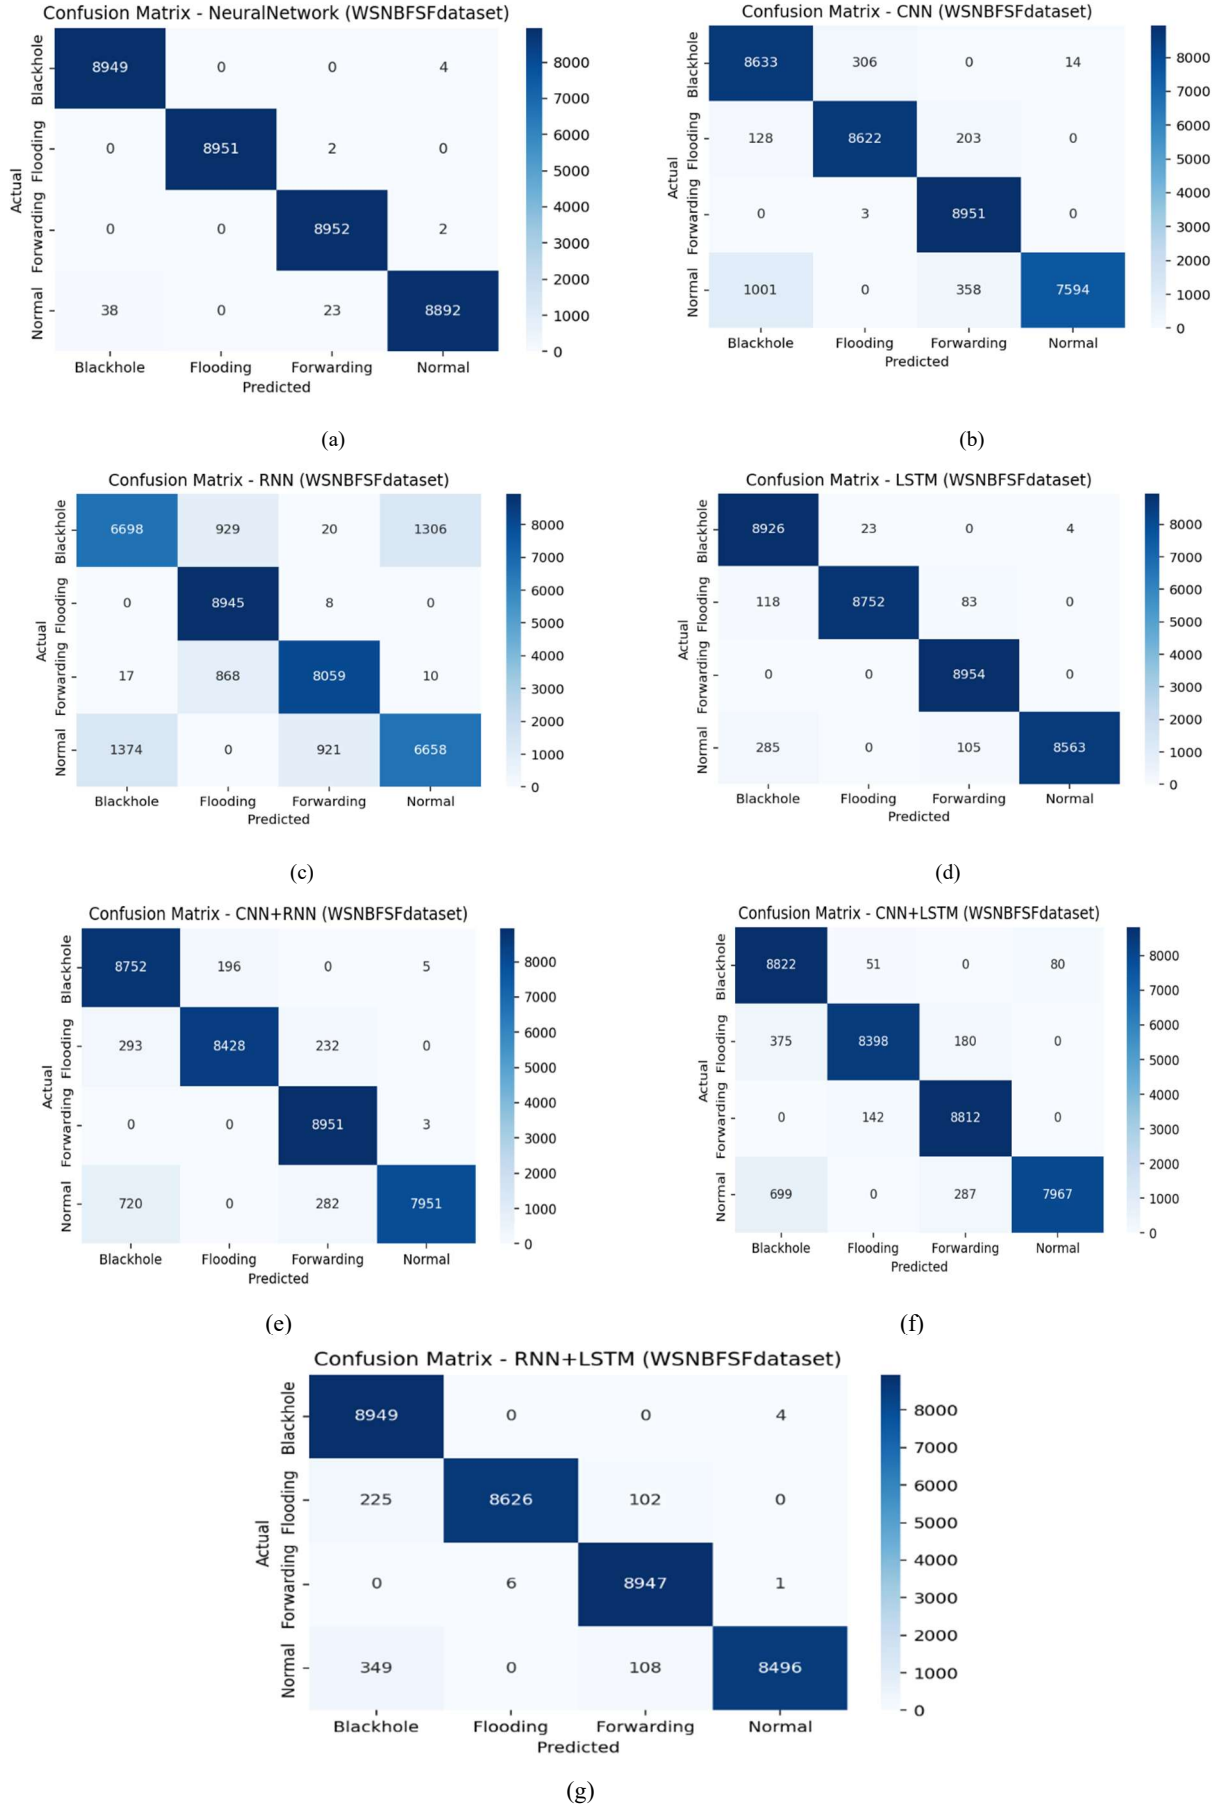 Confusion Matrix - NeuralNetwork (WSNBFSFdataset)
Actual
Blackhole 8949 0 0 4
Flooding 0 8951 2 0
Forwarding 0 0 8952 2
Normal 38 0 23 8892
Blackhole Flooding Forwarding Normal
Predicted
8000
7000
6000
5000
4000
3000
2000
1000
0
(a)
Confusion Matrix - CNN (WSNBFSFdataset)
Actual
Blackhole 8633 306 0 14
Flooding 128 8622 203 0
Forwarding 0 3 8951 0
Normal 1001 0 358 7594
Blackhole Flooding Forwarding Normal
Predicted
8000
7000
6000
5000
4000
3000
2000
1000
0
(b)
Confusion Matrix - RNN (WSNBFSFdataset)
Actual
Blackhole 6698 929 20 1306
Flooding 0 8945 8 0
Forwarding 17 868 8059 10
Normal 1374 0 921 6658
Blackhole Flooding Forwarding Normal
Predicted
8000
7000
6000
5000
4000
3000
2000
1000
0
(c)
Confusion Matrix - LSTM (WSNBFSFdataset)
Actual
Blackhole 8926 23 0 4
Flooding 118 8752 83 0
Forwarding 0 0 8954 0
Normal 285 0 105 8563
Blackhole Flooding Forwarding Normal
Predicted
8000
7000
6000
5000
4000
3000
2000
1000
0
(d)
Confusion Matrix - CNN+RNN (WSNBFSFdataset)
Actual
Blackhole 8752 196 0 5
Flooding 293 8428 232 0
Forwarding 0 0 8951 3
Normal 720 0 282 7951
Blackhole Flooding Forwarding Normal
Predicted
8000
7000
6000
5000
4000
3000
2000
1000
0
(e)
Confusion Matrix - CNN+LSTM (WSNBFSFdataset)
Actual
Blackhole 8822 51 0 80
Flooding 375 8398 180 0
Forwarding 0 142 8812 0
Normal 699 0 287 7967
Blackhole Flooding Forwarding Normal
Predicted
8000
7000
6000
5000
4000
3000
2000
1000
0
(f)
Confusion Matrix - RNN+LSTM (WSNBFSFdataset)
Actual
Blackhole 8949 0 0 4
Flooding 225 8626 102 0
Forwarding 0 6 8947 1
Normal 349 0 108 8496
Blackhole Flooding Forwarding Normal
Predicted
8000
7000
6000
5000
4000
3000
2000
1000
0
(g)